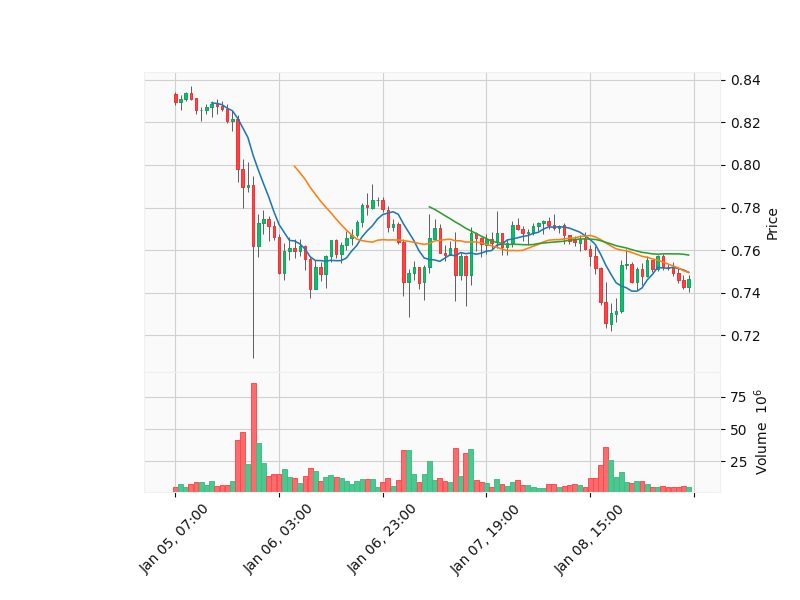 0.84
0.82
0.80
0.78
0.76
0.74
0.72
Price
75
50
25
Volume 10^6
Jan 05, 07:00
Jan 06, 03:00
Jan 06, 23:00
Jan 07, 19:00
Jan 08, 15:00